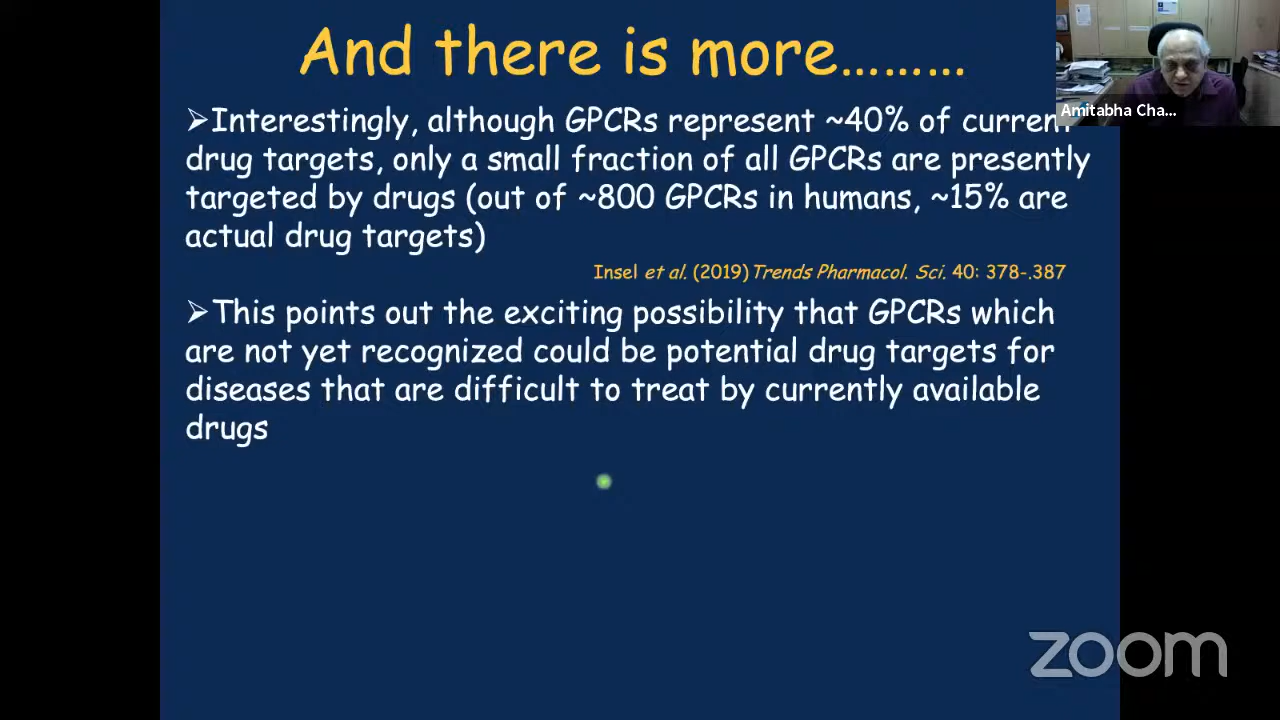 And there is more………
➢Interestingly, although GPCRs represent ~40% of current
drug targets, only a small fraction of all GPCRs are presently
targeted by drugs (out of ~800 GPCRs in humans, ~15% are
actual drug targets)
Insel et al. (2019) Trends Pharmacol. Sci. 40: 378-.387
➢This points out the exciting possibility that GPCRs which
are not yet recognized could be potential drug targets for
diseases that are difficult to treat by currently available
drugs
Amitabha Cha...
zoom